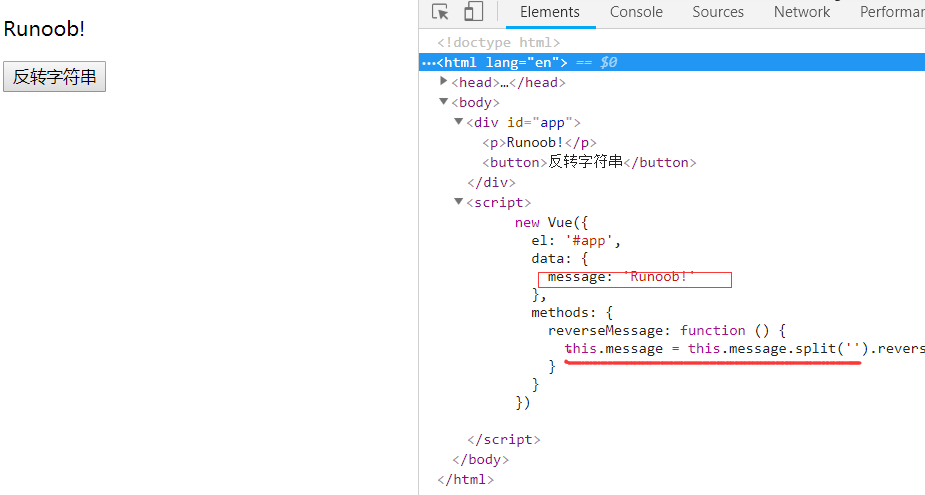 Runoob!
反转字符串
Elements Console Sources Network Performan
<!doctype html>
···<html lang="en"> == $0
<head>…</head>
<body>
<div id="app">
<p>Runoob!</p>
<button>反转字符串</button>
</div>
<script>
new Vue({
el: '#app',
data: {
message: 'Runoob!'
},
methods: {
reverseMessage: function () {
this.message = this.message.split('').revers
}
}
})
</script>
</body>
</html>